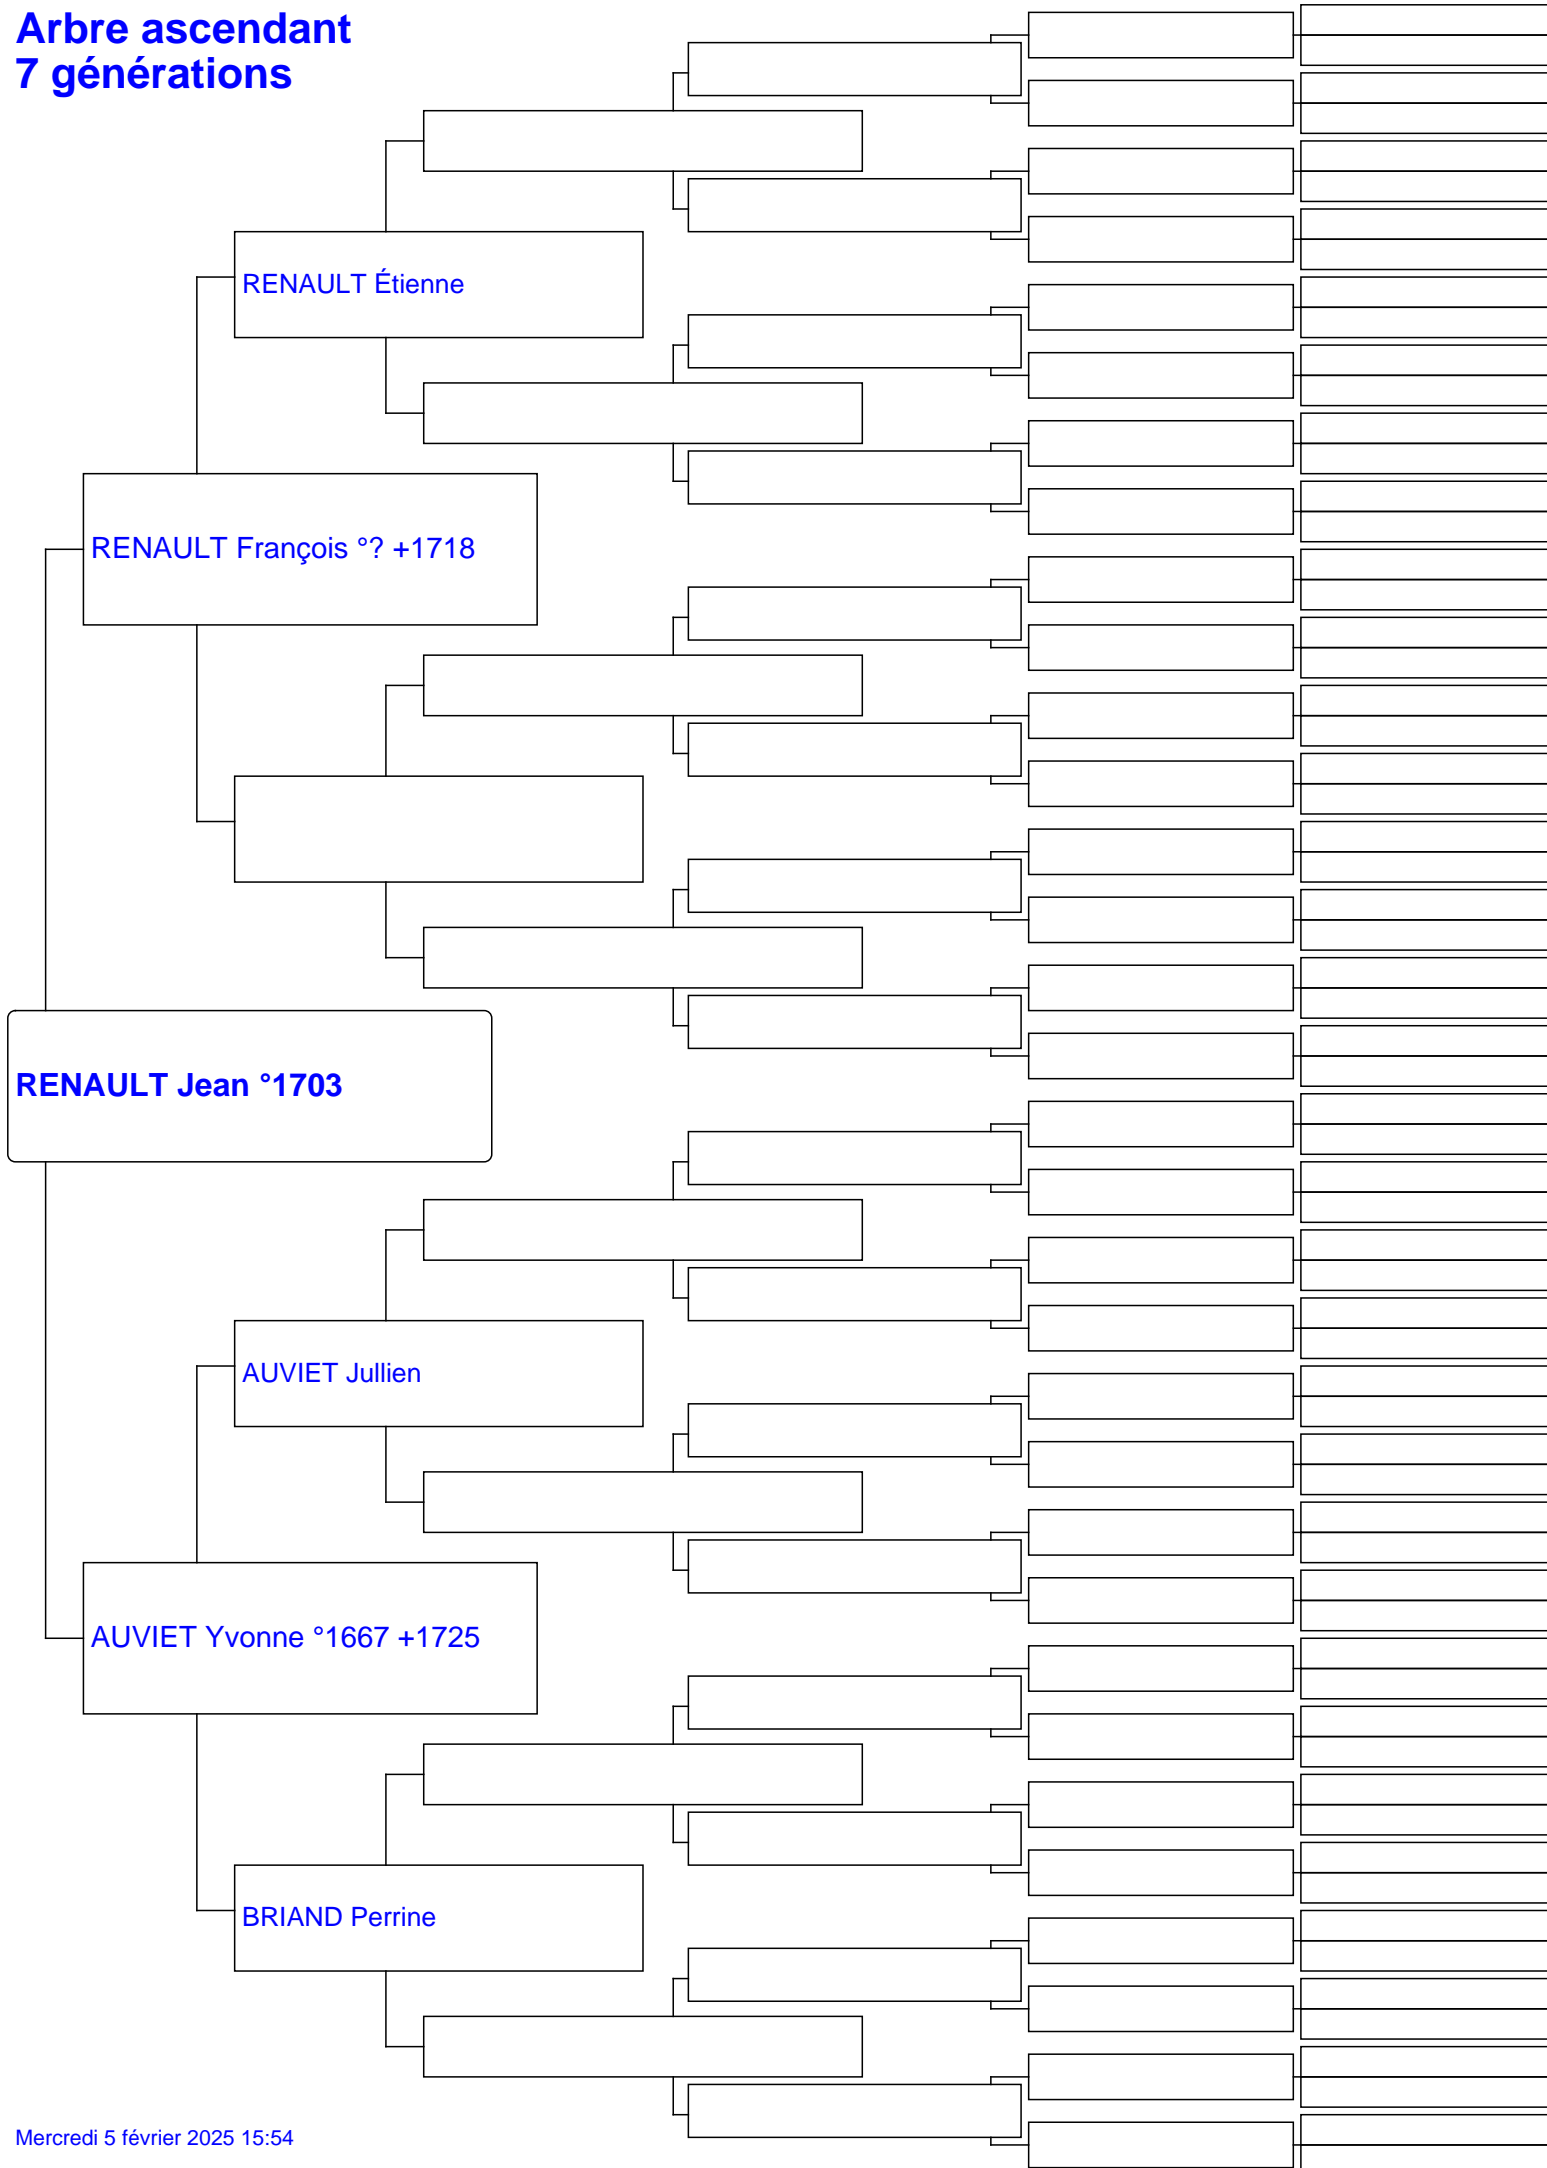 Arbre ascendant
7 générations
RENAULT Étienne
RENAULT François °? +1718
RENAULT Jean °1703
AUVIET Jullien
AUVIET Yvonne °1667 +1725
BRIAND Perrine
Mercredi 5 février 2025 15:54